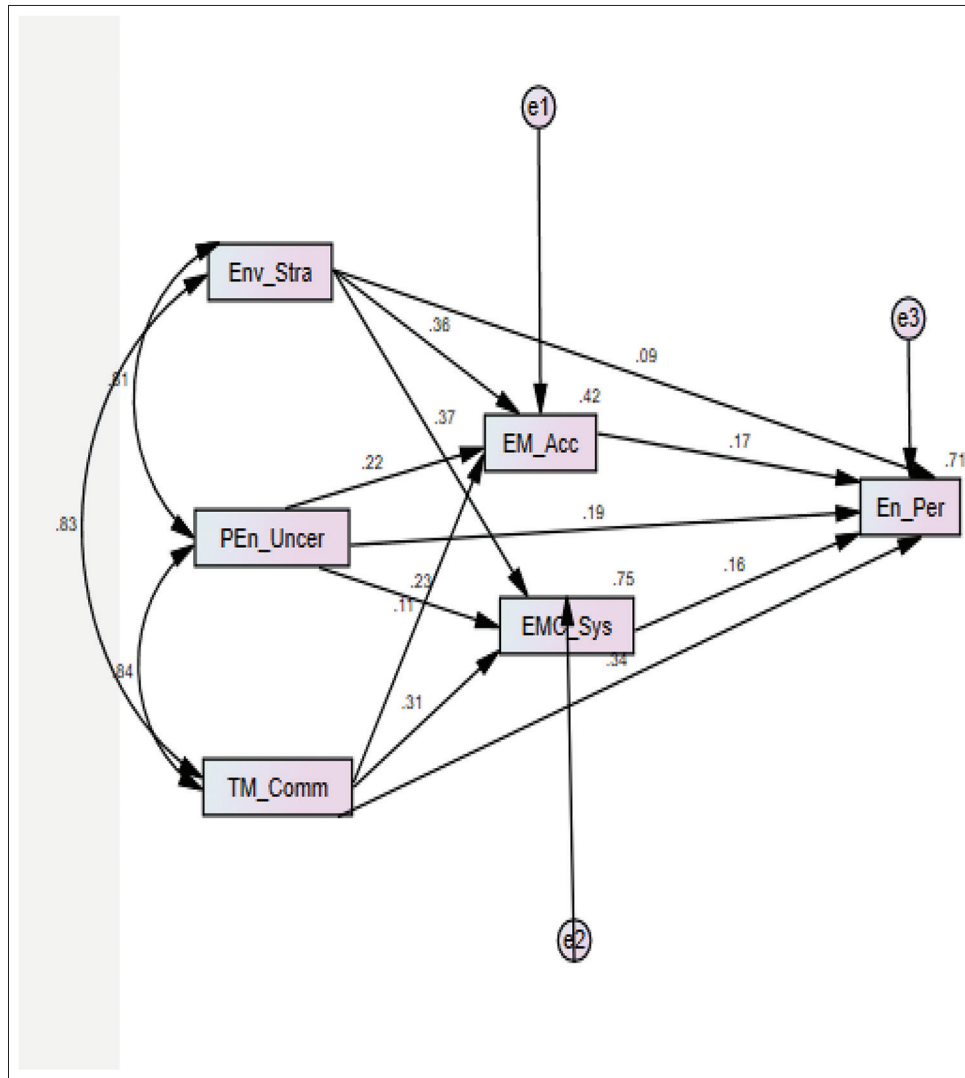 e1
Env_Stra
e3
.36
.09
.81
.42
.37
EM_Acc
.17
.22
.71
En_Per
.83
PEn_Uncer
.19
.23
.75
.16
.11
EMC_Sys
.34
.84
.31
TM_Comm
e2